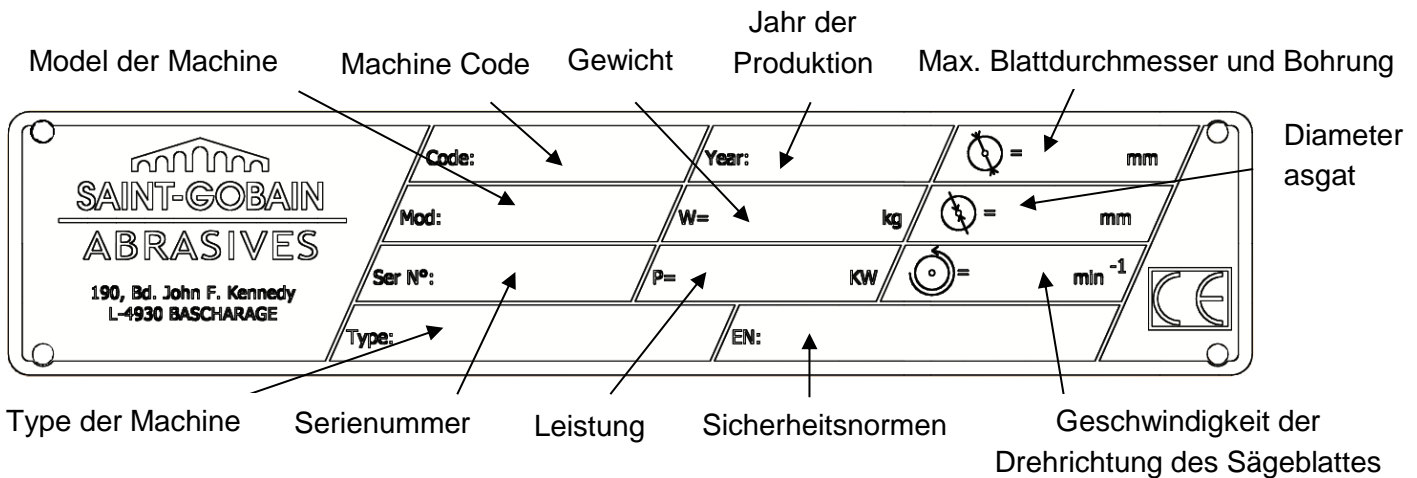 Jahr der
Model der Machine Machine Code Gewicht Produktion Max. Blattdurchmesser und Bohrung
Diameter
asgat
SAINT-GOBAIN
ABRASIVES
190, Bd. John F. Kennedy
L-4930 BASCHARAGE
Code: Year: = mm
Mod: W= kg = mm
Ser N°: P= KW = min -1
Type: EN:
CE
Type der Machine Serienummer Leistung Sicherheitsnormen Geschwindigkeit der
Drehrichtung des Sägeblattes